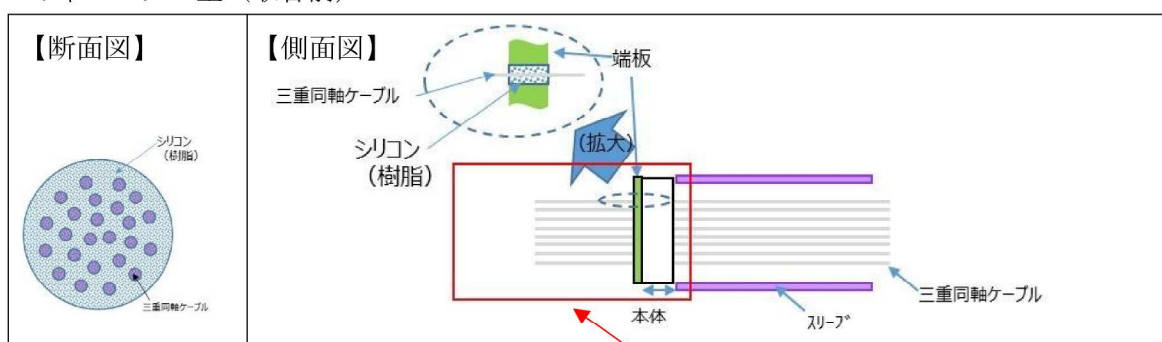 【断面図】
シリコン
（樹脂）
三重同軸ケーブル
【側面図】
端板
三重同軸ケーブル
シリコン
（樹脂）
（拡大）
三重同軸ケーブル
本体
ｽﾘｰﾌﾞ